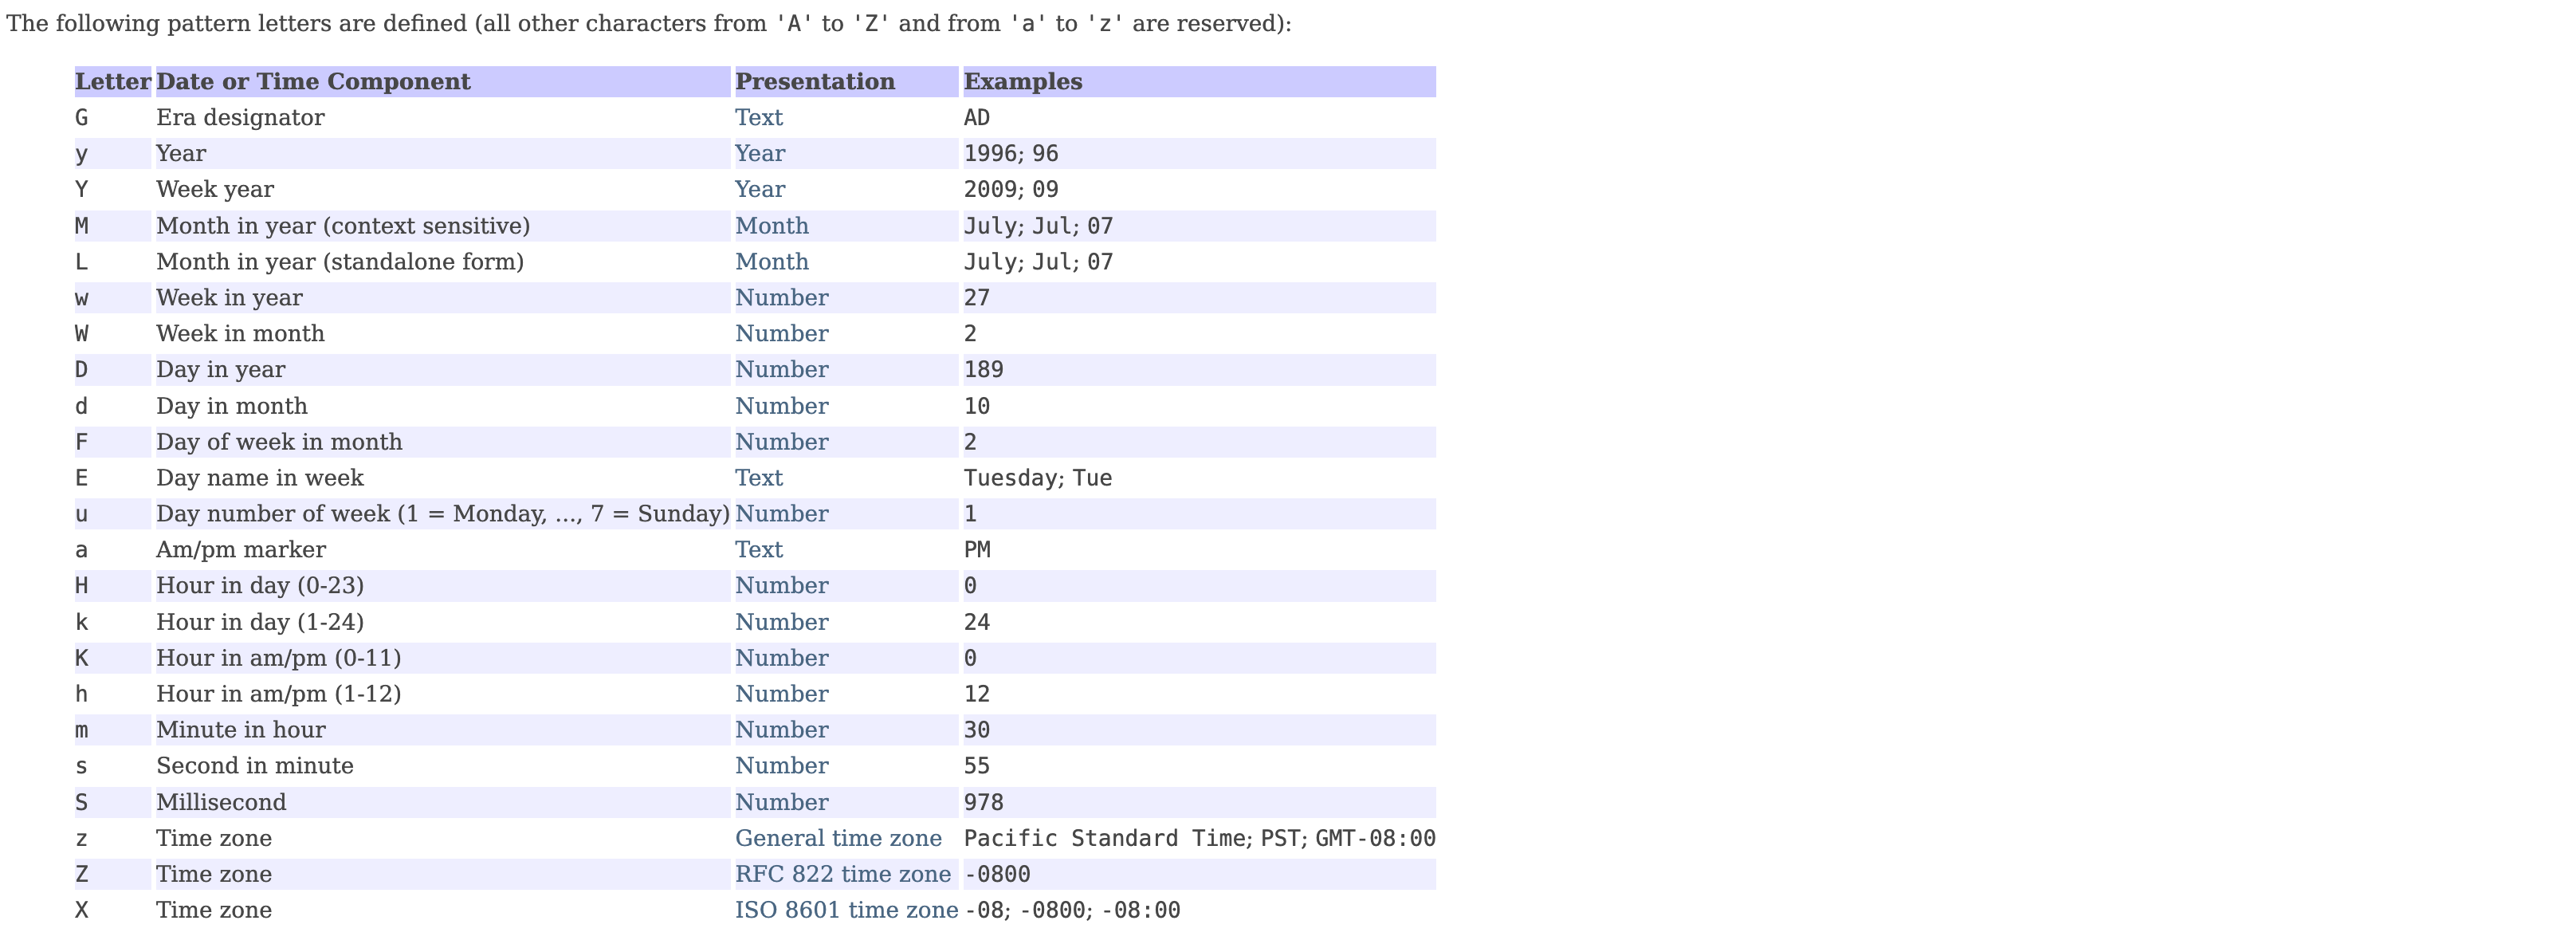 The following pattern letters are defined (all other characters from 'A' to 'Z' and from 'a' to 'z' are reserved):
Letter Date or Time Component Presentation Examples
G Era designator Text AD
y Year Year 1996; 96
Y Week year Year 2009; 09
M Month in year (context sensitive) Month July; Jul; 07
L Month in year (standalone form) Month July; Jul; 07
w Week in year Number 27
W Week in month Number 2
D Day in year Number 189
d Day in month Number 10
F Day of week in month Number 2
E Day name in week Text Tuesday; Tue
u Day number of week (1 = Monday, ..., 7 = Sunday) Number 1
a Am/pm marker Text PM
H Hour in day (0-23) Number 0
k Hour in day (1-24) Number 24
K Hour in am/pm (0-11) Number 0
h Hour in am/pm (1-12) Number 12
m Minute in hour Number 30
s Second in minute Number 55
S Millisecond Number 978
z Time zone General time zone Pacific Standard Time; PST; GMT-08:00
Z Time zone RFC 822 time zone -0800
X Time zone ISO 8601 time zone -08; -0800; -08:00